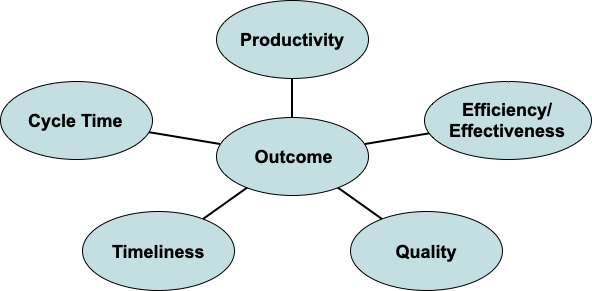 Productivity
Cycle Time
Efficiency/
Effectiveness
Outcome
Timeliness
Quality